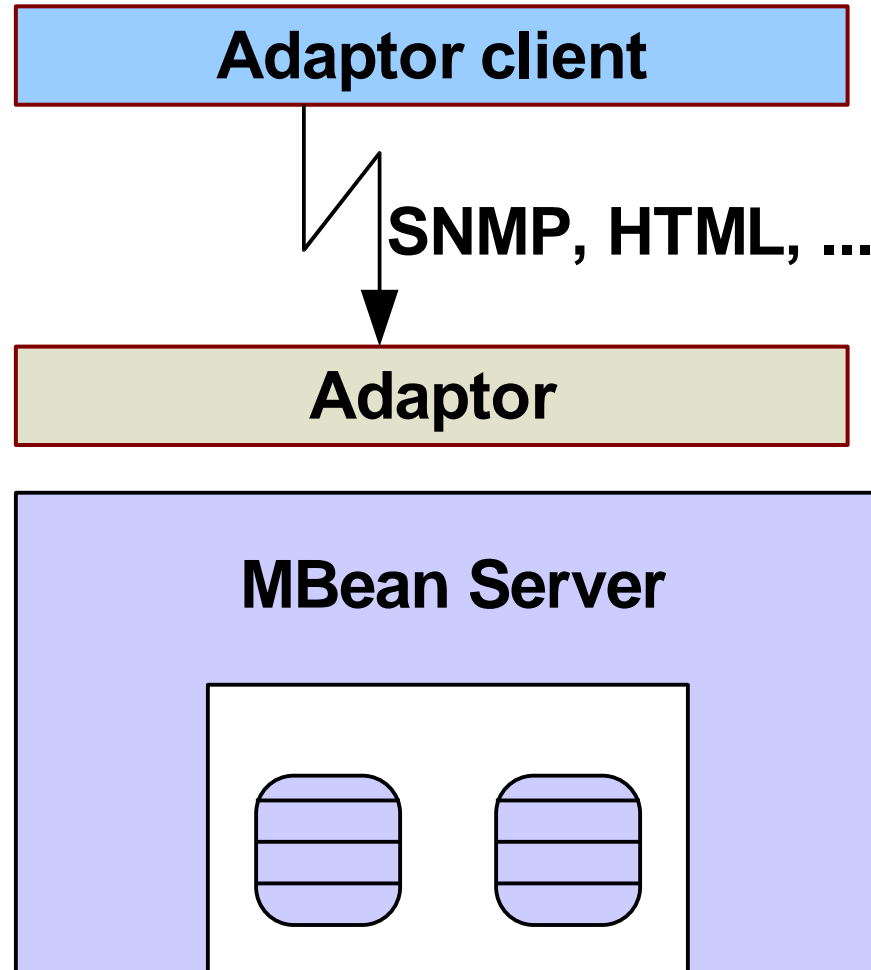 Adaptor client
SNMP, HTML, ...
Adaptor
MBean Server